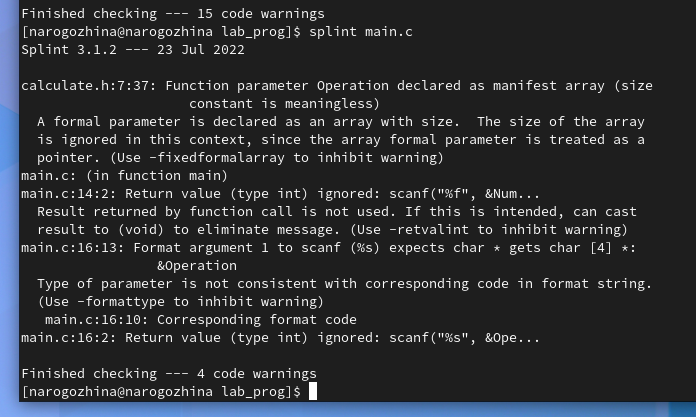 Finished checking --- 15 code warnings
[narogozhina@narogozhina lab_prog]$ splint main.c
Splint 3.1.2 --- 23 Jul 2022
calculate.h:7:37: Function parameter Operation declared as manifest array (size
constant is meaningless)
A formal parameter is declared as an array with size.  The size of the array
is ignored in this context, since the array formal parameter is treated as a
pointer. (Use -fixedformalarray to inhibit warning)
main.c: (in function main)
main.c:14:2: Return value (type int) ignored: scanf("%f", &Num...
Result returned by function call is not used. If this is intended, can cast
result to (void) to eliminate message. (Use -retvalint to inhibit warning)
main.c:16:13: Format argument 1 to scanf (%s) expects char * gets char [4] *:
&Operation
Type of parameter is not consistent with corresponding code in format string.
(Use -formattype to inhibit warning)
main.c:16:10: Corresponding format code
main.c:16:2: Return value (type int) ignored: scanf("%s", &Ope...
Finished checking --- 4 code warnings
[narogozhina@narogozhina lab_prog]$